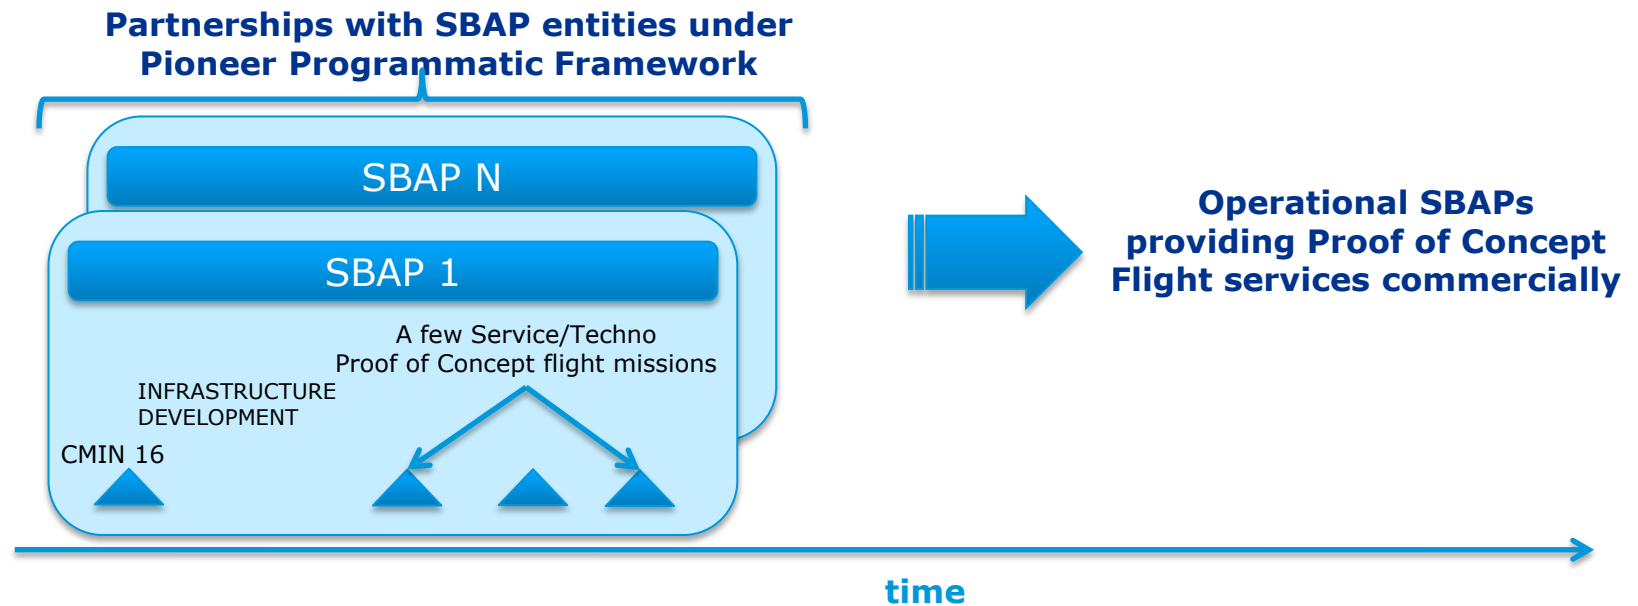 Partnerships with SBAP entities under
Pioneer Programmatic Framework
SBAP N
SBAP 1
A few Service/Techno
Proof of Concept flight missions
INFRASTRUCTURE
DEVELOPMENT
CMIN 16
Operational SBAPs
providing Proof of Concept
Flight services commercially
time